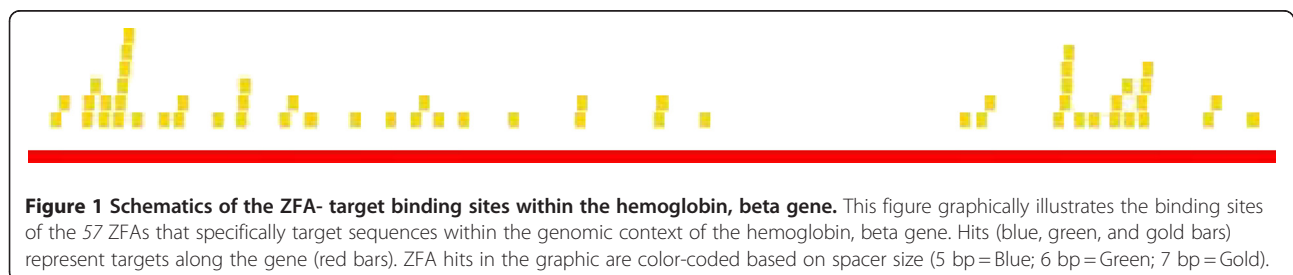 Figure 1 Schematics of the ZFA- target binding sites within the hemoglobin, beta gene. This figure graphically illustrates the binding sites
of the 57 ZFAs that specifically target sequences within the genomic context of the hemoglobin, beta gene. Hits (blue, green, and gold bars)
represent targets along the gene (red bars). ZFA hits in the graphic are color-coded based on spacer size (5 bp = Blue; 6 bp = Green; 7 bp = Gold).